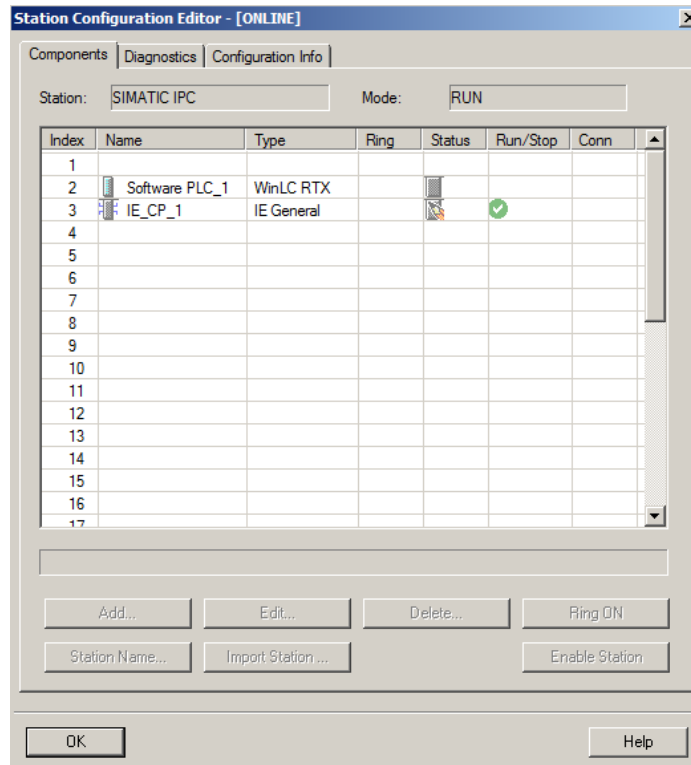 Station Configuration Editor - [ONLINE]
Components Diagnostics Configuration Info
Station: SIMATIC IPC Mode: RUN
Index Name Type Ring Status Run/Stop Conn
1
2 Software PLC_1 WinLC RTX
3 IE_CP_1 IE General
4
5
6
7
8
9
10
11
12
13
14
15
16
17
Add... Edit... Delete... Ring ON
Station Name... Import Station ... Enable Station
OK Help